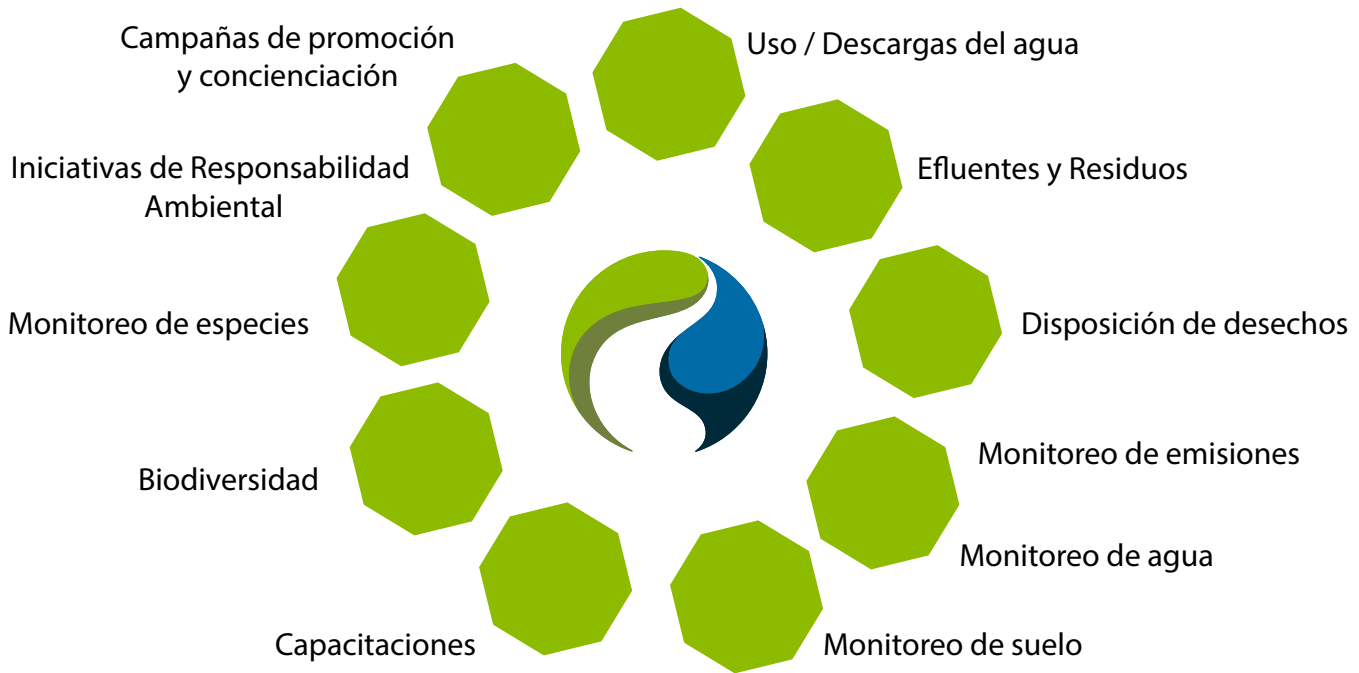 Campañas de promoción
y concienciación
Uso / Descargas del agua
Iniciativas de Responsabilidad
Ambiental
Efluentes y Residuos
Monitoreo de especies
Disposición de desechos
Biodiversidad
Monitoreo de emisiones
Monitoreo de agua
Capacitaciones
Monitoreo de suelo